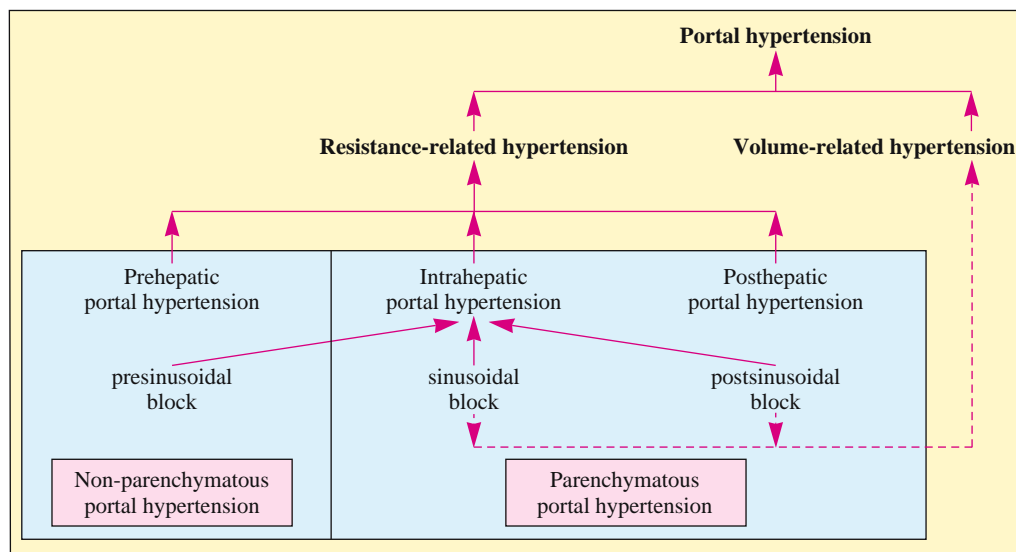 Portal hypertension
Resistance-related hypertension
Volume-related hypertension
Prehepatic
portal hypertension
Intrahepatic
portal hypertension
Posthepatic
portal hypertension
presinusoidal
block
sinusoidal
block
postsinusoidal
block
Non-parenchymatous
portal hypertension
Parenchymatous
portal hypertension